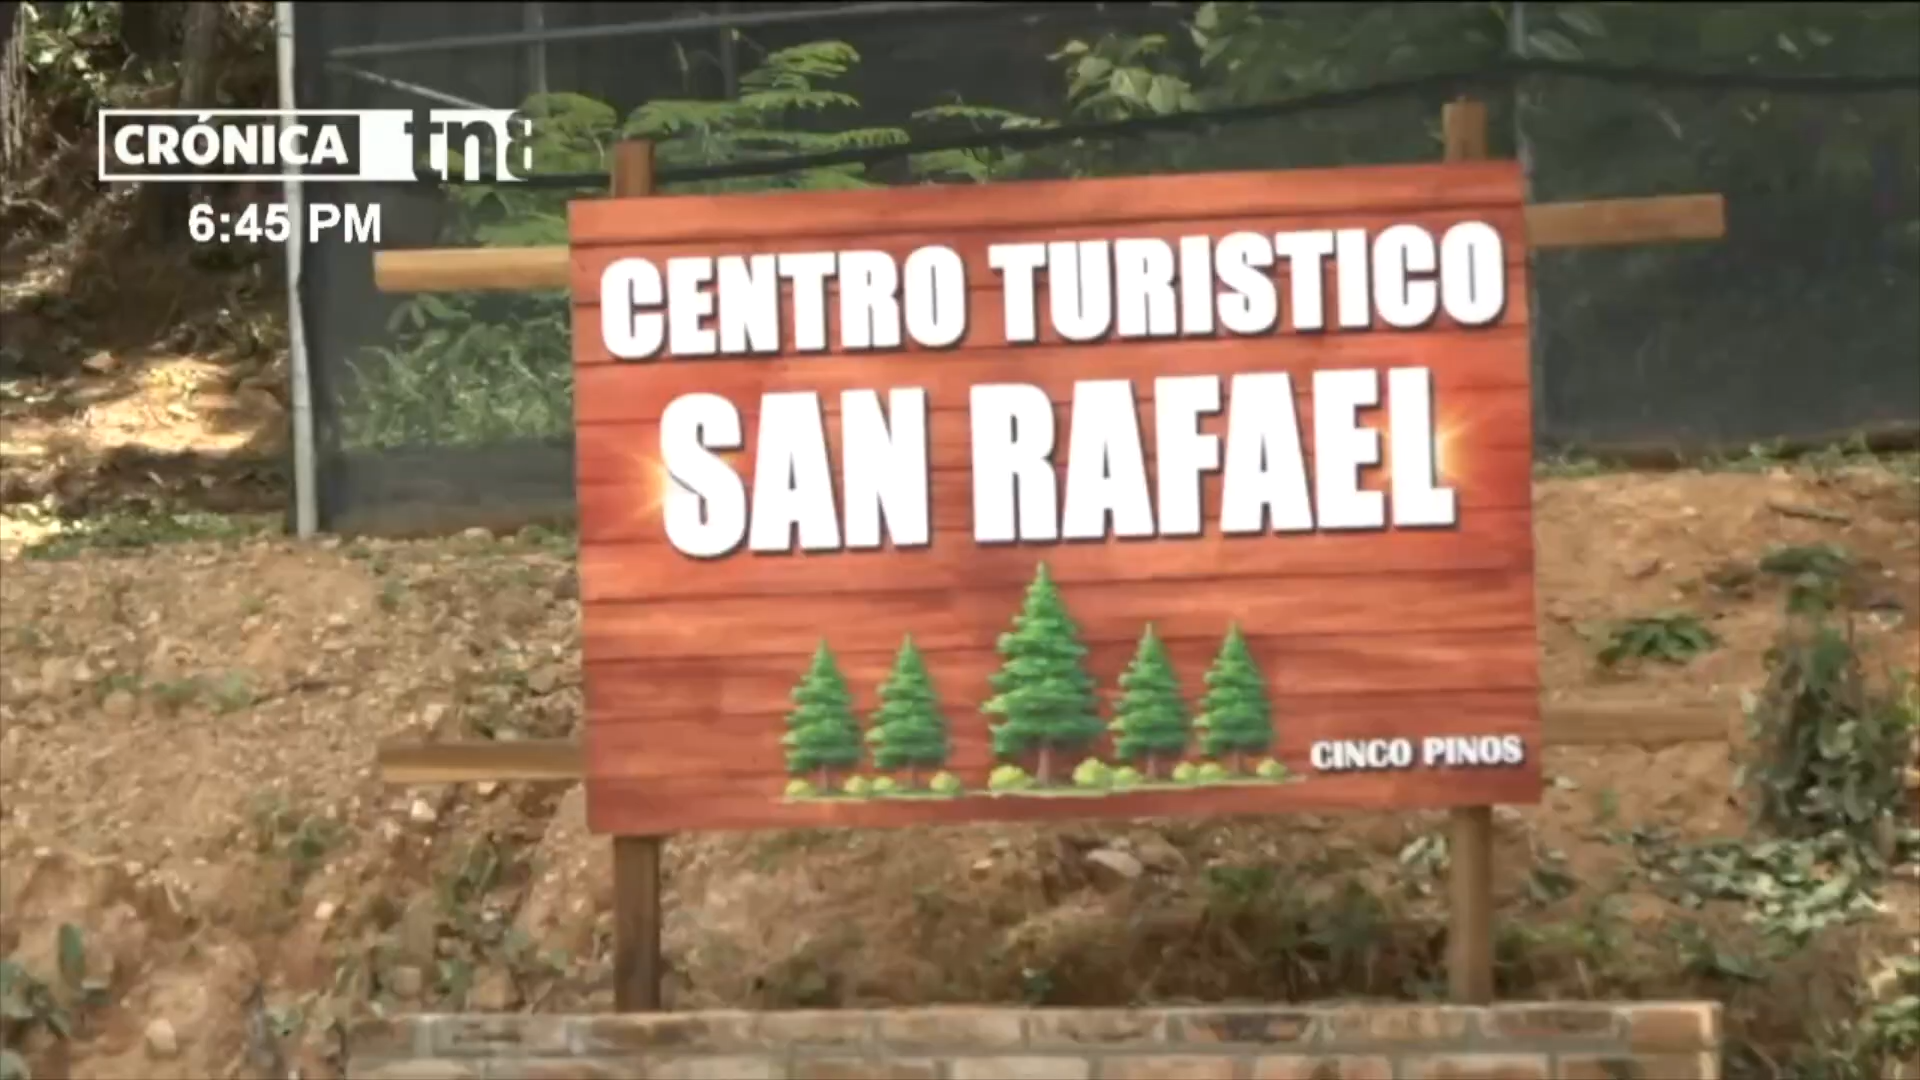 CRÓNICA tn8
6:45 PM
CENTRO TURISTICO
SAN RAFAEL
CINCO PINOS